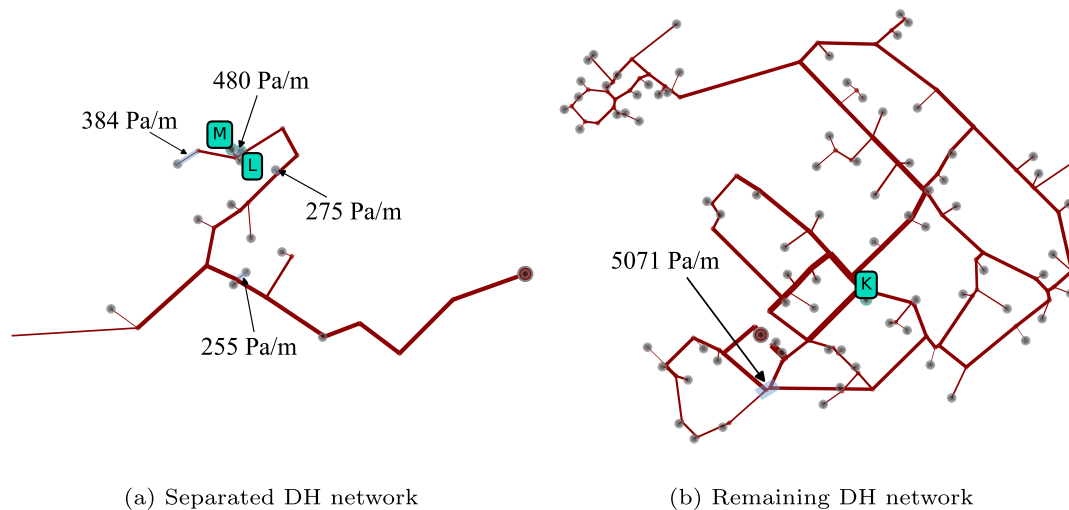 480 Pa/m
384 Pa/m
M
L
275 Pa/m
255 Pa/m
5071 Pa/m
K
(a) Separated DH network
(b) Remaining DH network